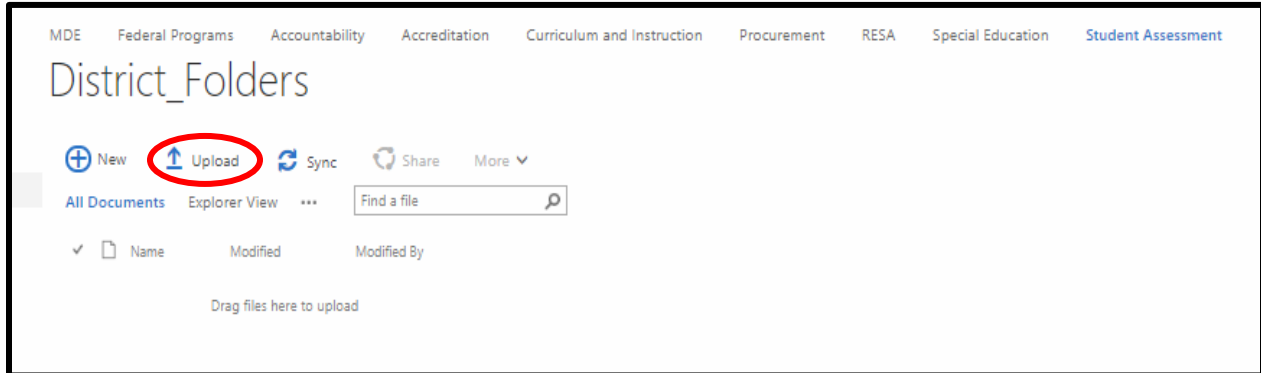 MDE Federal Programs Accountability Accreditation Curriculum and Instruction Procurement RESA Special Education Student Assessment
District_Folders
New Upload Sync Share More
All Documents Explorer View ••• Find a file
Name Modified Modified By
Drag files here to upload